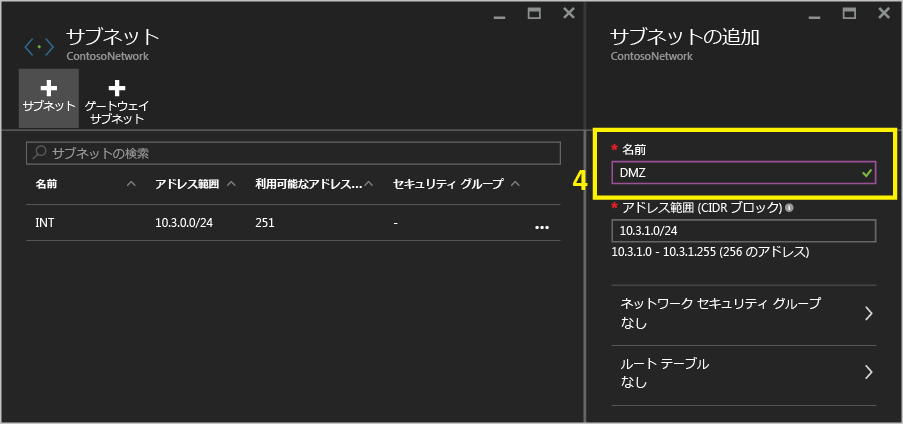 サブネット
ContosoNetwork
サブネット
ゲートウェイ
サブネット
サブネットの検索
名前 アドレス範囲 利用可能なアドレス... セキュリティ グループ
INT 10.3.0.0/24 251 - ...
サブネットの追加
ContosoNetwork
4
* 名前
DMZ
* アドレス範囲 (CIDR ブロック)
10.3.1.0/24
10.3.1.0 - 10.3.1.255 (256 のアドレス)
ネットワーク セキュリティ グループ
なし
ルート テーブル
なし